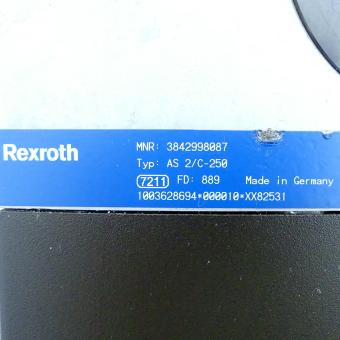 Rexroth
MNR: 3842998087
Typ: AS 2/C-250
7211 FD: 889 Made in Germany
1003628694*000010*XX82531